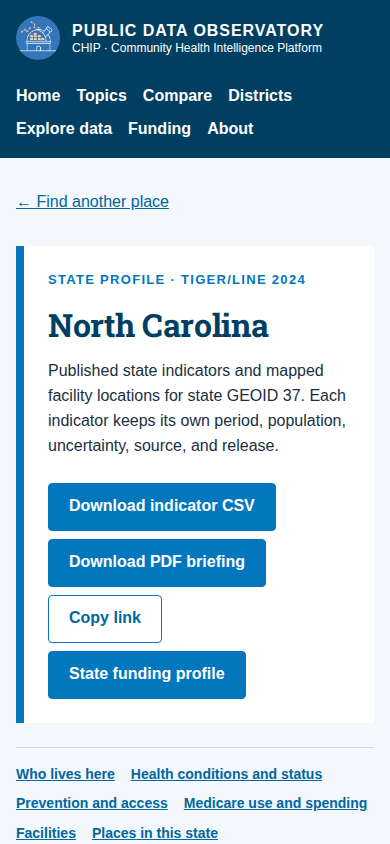 PUBLIC DATA OBSERVATORY
CHIP · Community Health Intelligence Platform
Home Topics Compare Districts
Explore data Funding About
← Find another place
STATE PROFILE · TIGER/LINE 2024
North Carolina
Published state indicators and mapped
facility locations for state GEOID 37. Each
indicator keeps its own period, population,
uncertainty, source, and release.
Download indicator CSV
Download PDF briefing
Copy link
State funding profile
Who lives here Health conditions and status
Prevention and access Medicare use and spending
Facilities Places in this state